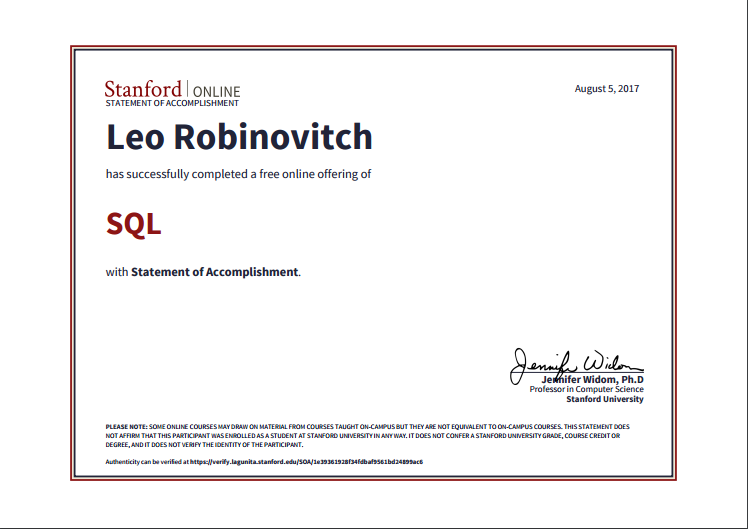 Stanford | ONLINE
August 5, 2017
STATEMENT OF ACCOMPLISHMENT
Leo Robinovitch
has successfully completed a free online offering of
SQL
with Statement of Accomplishment.
Jennifer Widom
Jennifer Widom, Ph.D
Professor in Computer Science
Stanford University
PLEASE NOTE: SOME ONLINE COURSES MAY DRAW ON MATERIAL FROM COURSES TAUGHT ON-CAMPUS BUT THEY ARE NOT EQUIVALENT TO ON-CAMPUS COURSES. THIS STATEMENT DOES
NOT AFFIRM THAT THIS PARTICIPANT WAS ENROLLED AS A STUDENT AT STANFORD UNIVERSITY IN ANY WAY. IT DOES NOT CONFER A STANFORD UNIVERSITY GRADE, COURSE CREDIT OR
DEGREE, AND IT DOES NOT VERIFY THE IDENTITY OF THE PARTICIPANT.
Authenticity can be verified at https://verify.lagunita.stanford.edu/SOA/1e39361928f34fdbaf9561bd24899ac6